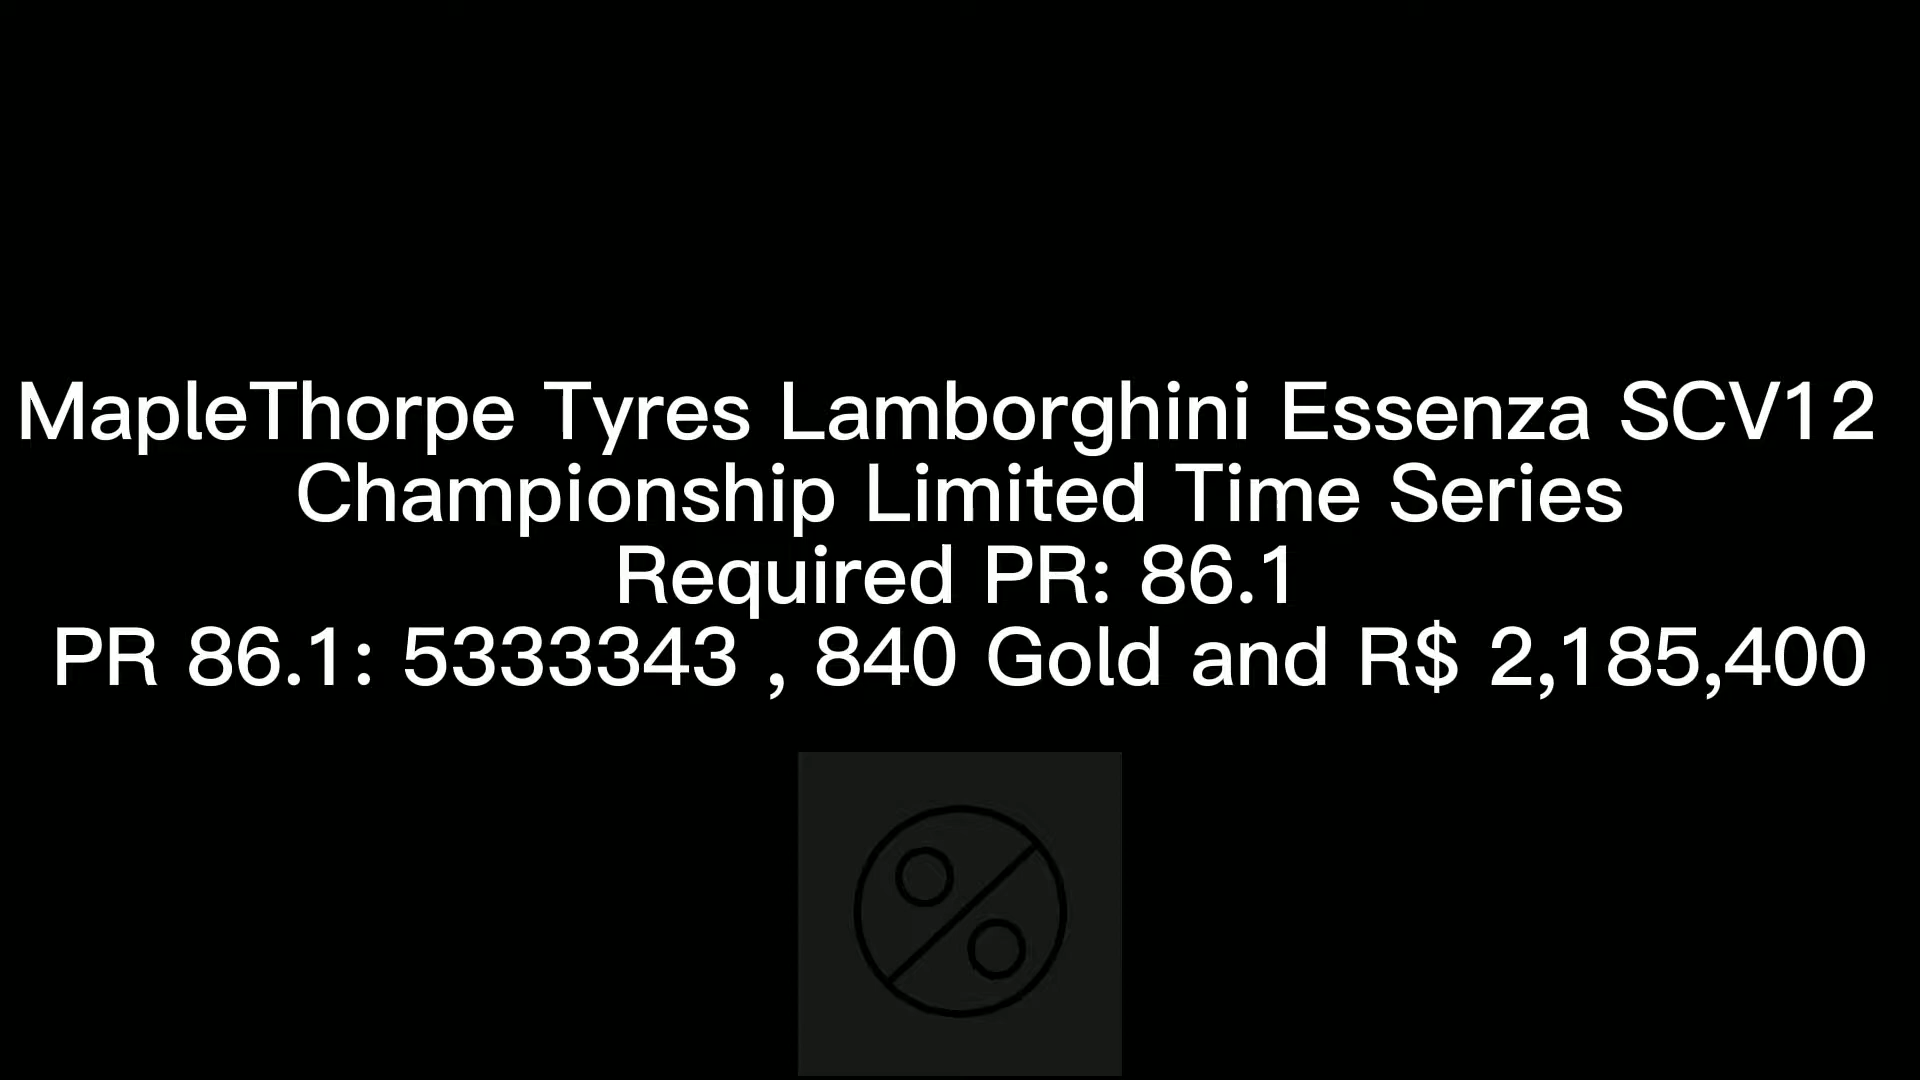 MapleThorpe Tyres Lamborghini Essenza SCV12
Championship Limited Time Series
Required PR: 86.1
PR 86.1: 5333343 , 840 Gold and R$ 2,185,400